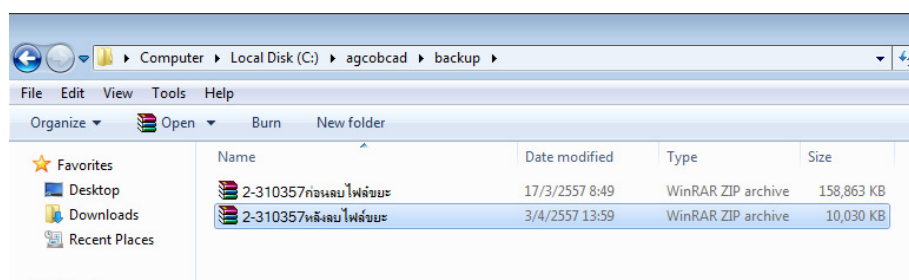 Computer Local Disk (C:) agcobcad backup
File Edit View Tools Help
Organize Open Burn New folder
Favorites Name Date modified Type Size
Desktop 2-310357ก่อนลบไฟล์ขยะ 17/3/2557 8:49 WinRAR ZIP archive 158,863 KB
Downloads 2-310357หลังลบไฟล์ขยะ 3/4/2557 13:59 WinRAR ZIP archive 10,030 KB
Recent Places